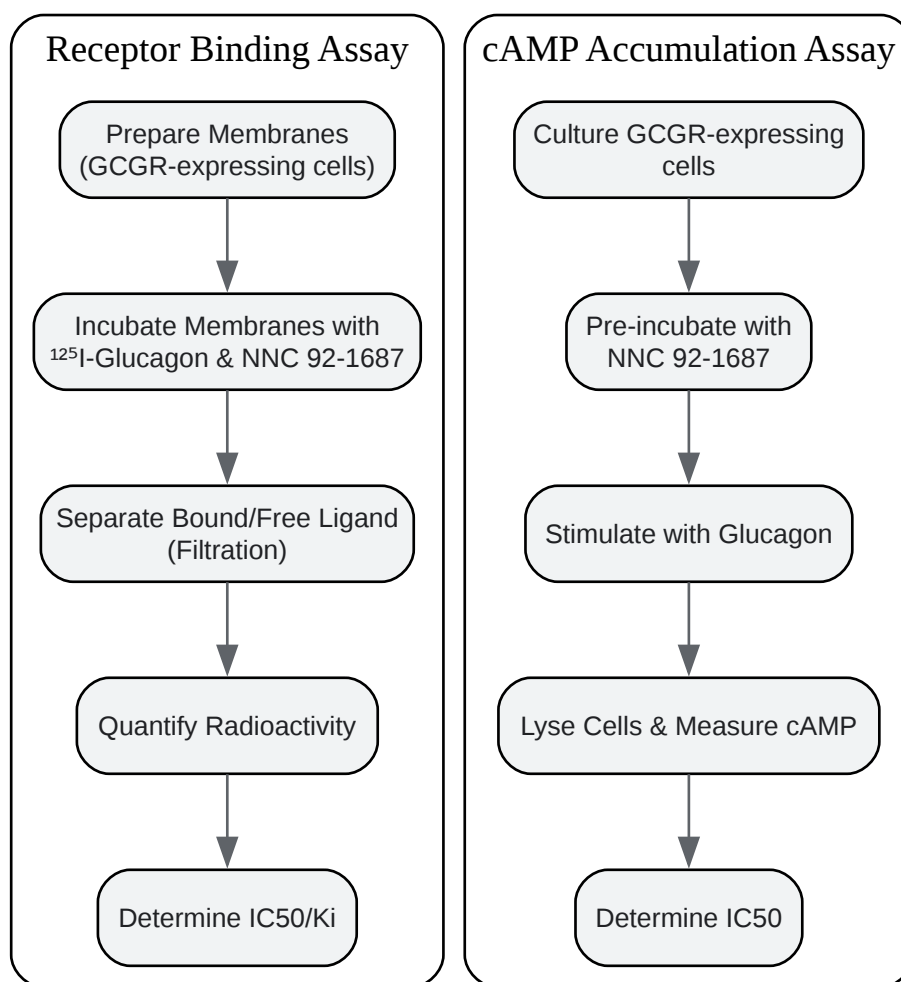 Receptor Binding Assay
Prepare Membranes
(GCGR-expressing cells)
Incubate Membranes with
¹²⁵I-Glucagon & NNC 92-1687
Separate Bound/Free Ligand
(Filtration)
Quantify Radioactivity
Determine IC50/Ki
cAMP Accumulation Assay
Culture GCGR-expressing
cells
Pre-incubate with
NNC 92-1687
Stimulate with Glucagon
Lyse Cells & Measure cAMP
Determine IC50